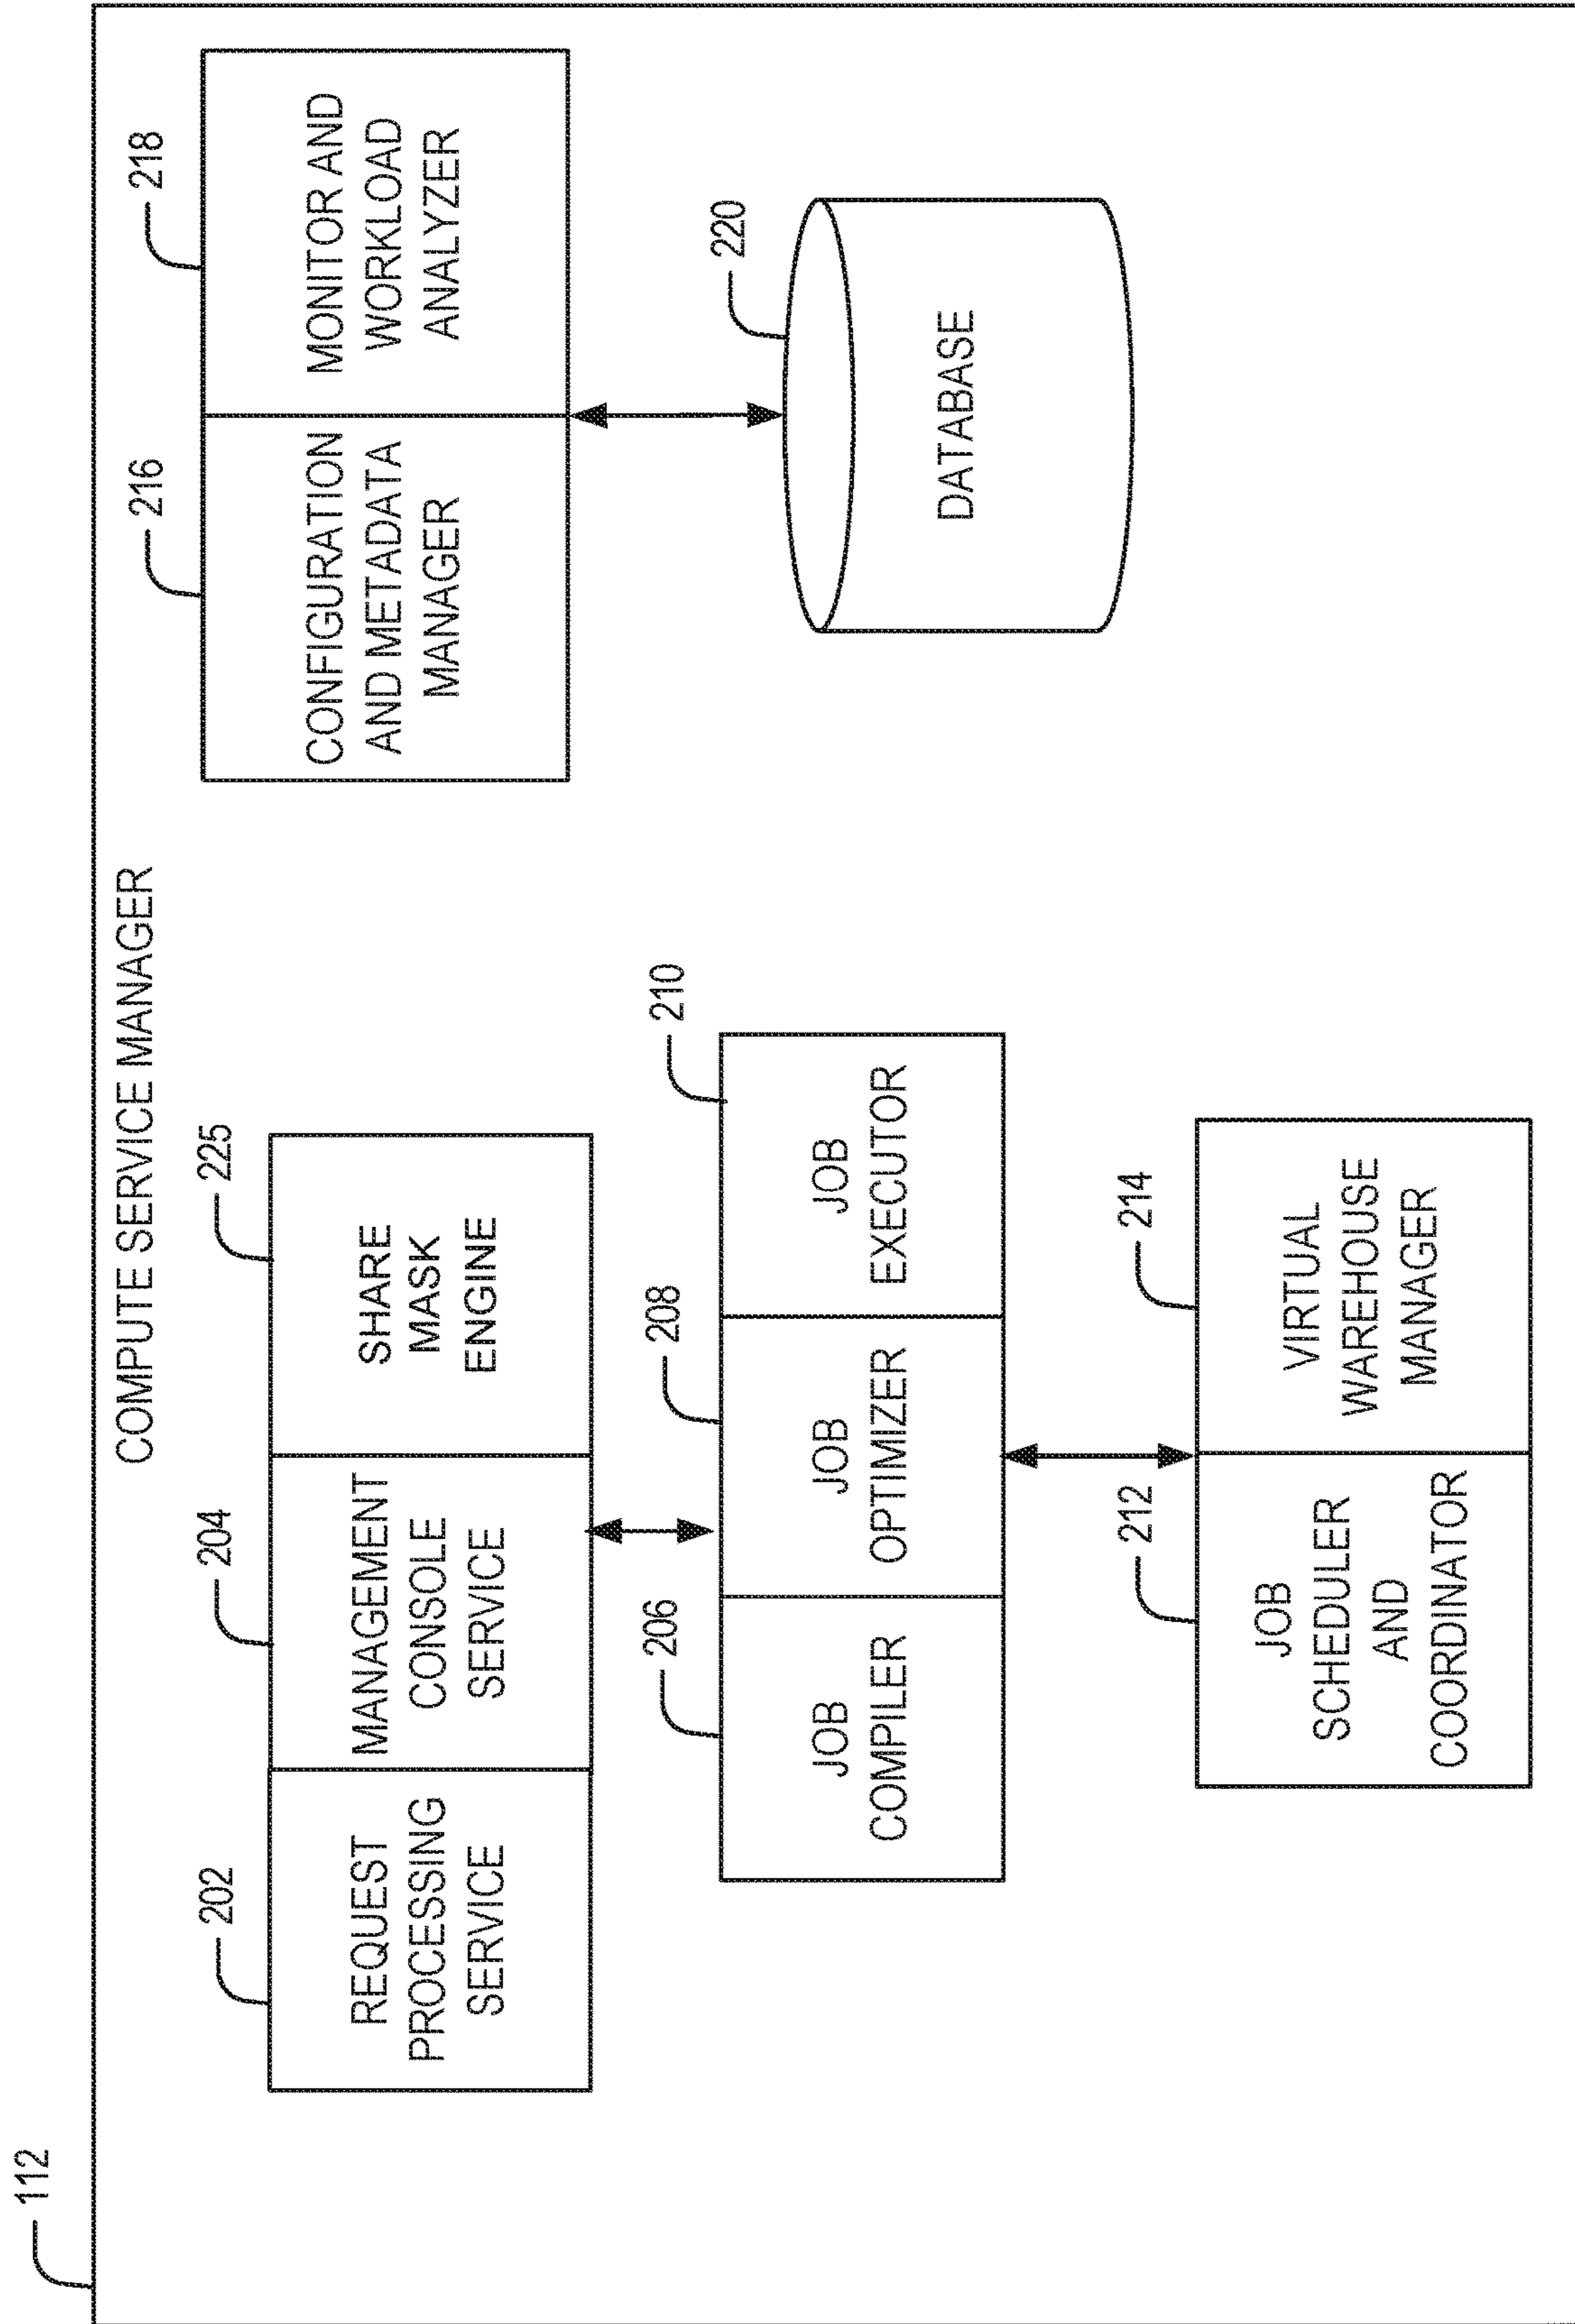 112
COMPUTE SERVICE MANAGER
202
REQUEST
PROCESSING
SERVICE
204
MANAGEMENT
CONSOLE
SERVICE
225
SHARE
MASK
ENGINE
206
JOB
COMPILER
208
JOB
OPTIMIZER
210
JOB
EXECUTOR
212
JOB
SCHEDULER
AND
COORDINATOR
214
VIRTUAL
WAREHOUSE
MANAGER
216
CONFIGURATION
AND METADATA
MANAGER
218
MONITOR AND
WORKLOAD
ANALYZER
220
DATABASE